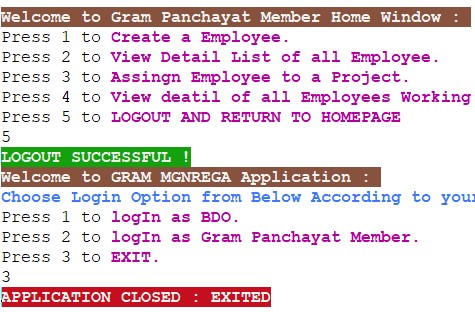 Welcome to Gram Panchayat Member Home Window :
Press 1 to Create a Employee.
Press 2 to View Detail List of all Employee.
Press 3 to Assingn Employee to a Project.
Press 4 to View deatil of all Employees Working
Press 5 to LOGOUT AND RETURN TO HOMEPAGE
5
LOGOUT SUCCESSFUL !
Welcome to GRAM MGNREGA Application :
Choose Login Option from Below According to your
Press 1 to logIn as BDO.
Press 2 to logIn as Gram Panchayat Member.
Press 3 to EXIT.
3
APPLICATION CLOSED : EXITED